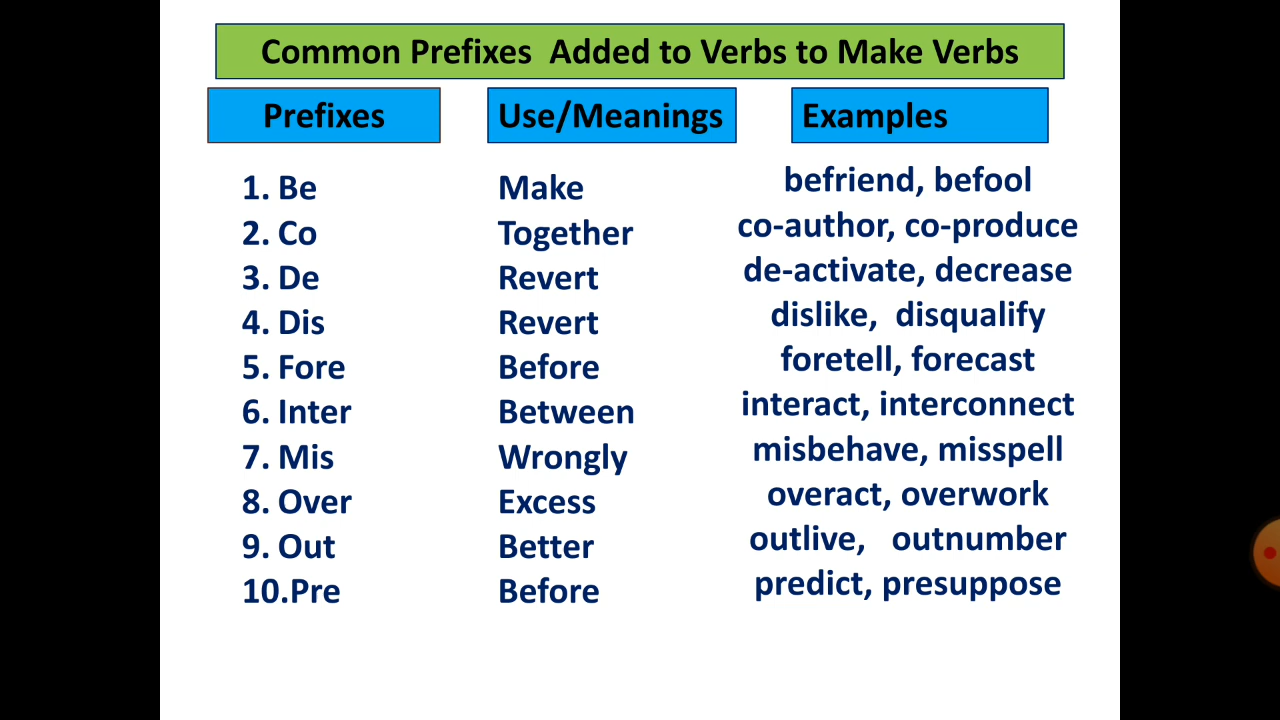 Common Prefixes  Added to Verbs to Make Verbs
Prefixes Use/Meanings Examples
1. Be Make befriend, befool
2. Co Together co-author, co-produce
3. De Revert de-activate, decrease
4. Dis Revert dislike,  disqualify
5. Fore Before foretell, forecast
6. Inter Between interact, interconnect
7. Mis Wrongly misbehave, misspell
8. Over Excess overact, overwork
9. Out Better outlive,   outnumber
10.Pre Before predict, presuppose